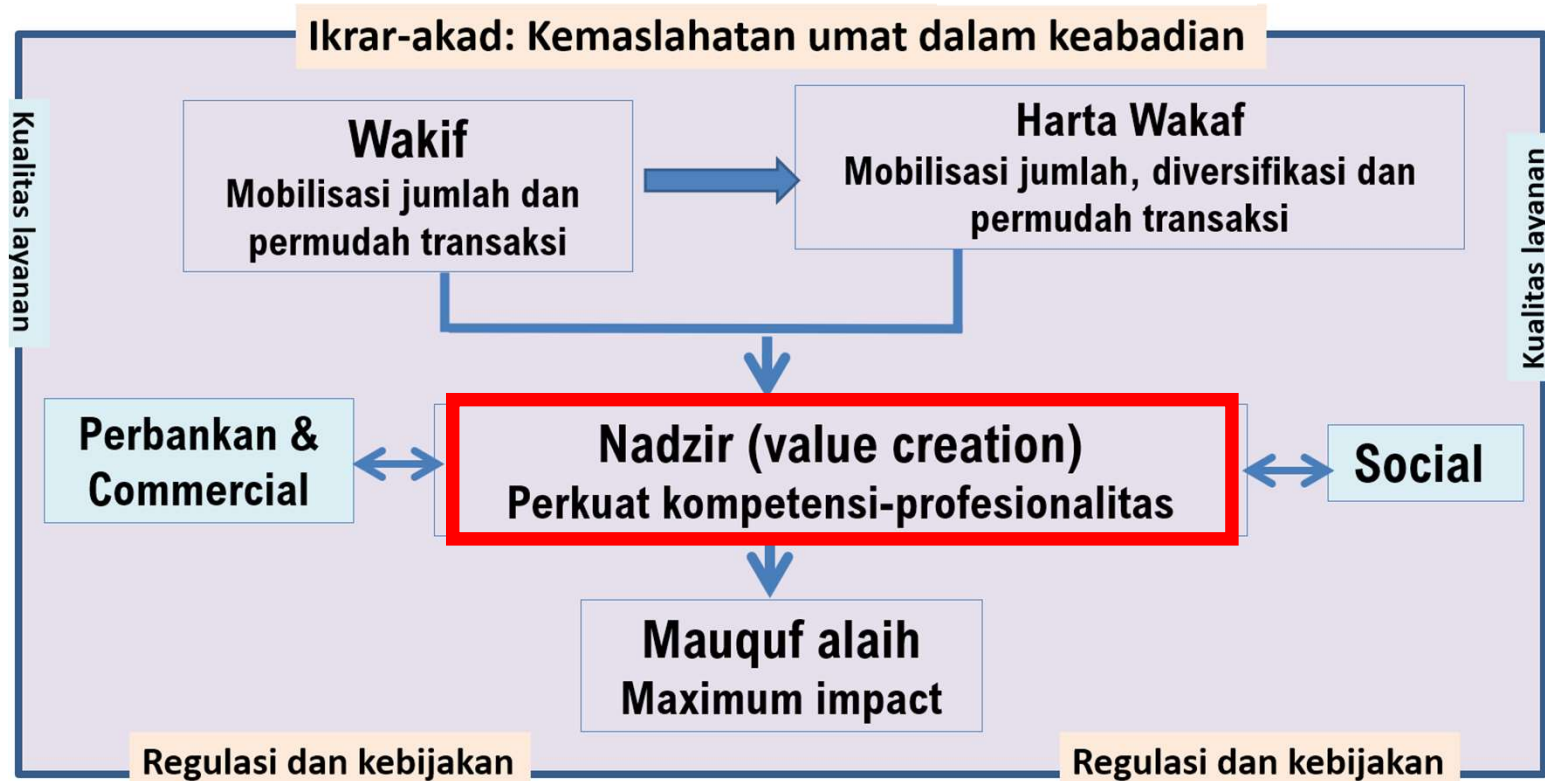 Ikrar-akad: Kemaslahatan umat dalam keabadian
Kualitas layanan
Wakif
Mobilisasi jumlah dan
permudah transaksi
Harta Wakaf
Mobilisasi jumlah, diversifikasi dan
permudah transaksi
Kualitas layanan
Perbankan &
Commercial
Nadzir (value creation)
Perkuat kompetensi-profesionalitas
Social
Mauquf alaih
Maximum impact
Regulasi dan kebijakan
Regulasi dan kebijakan